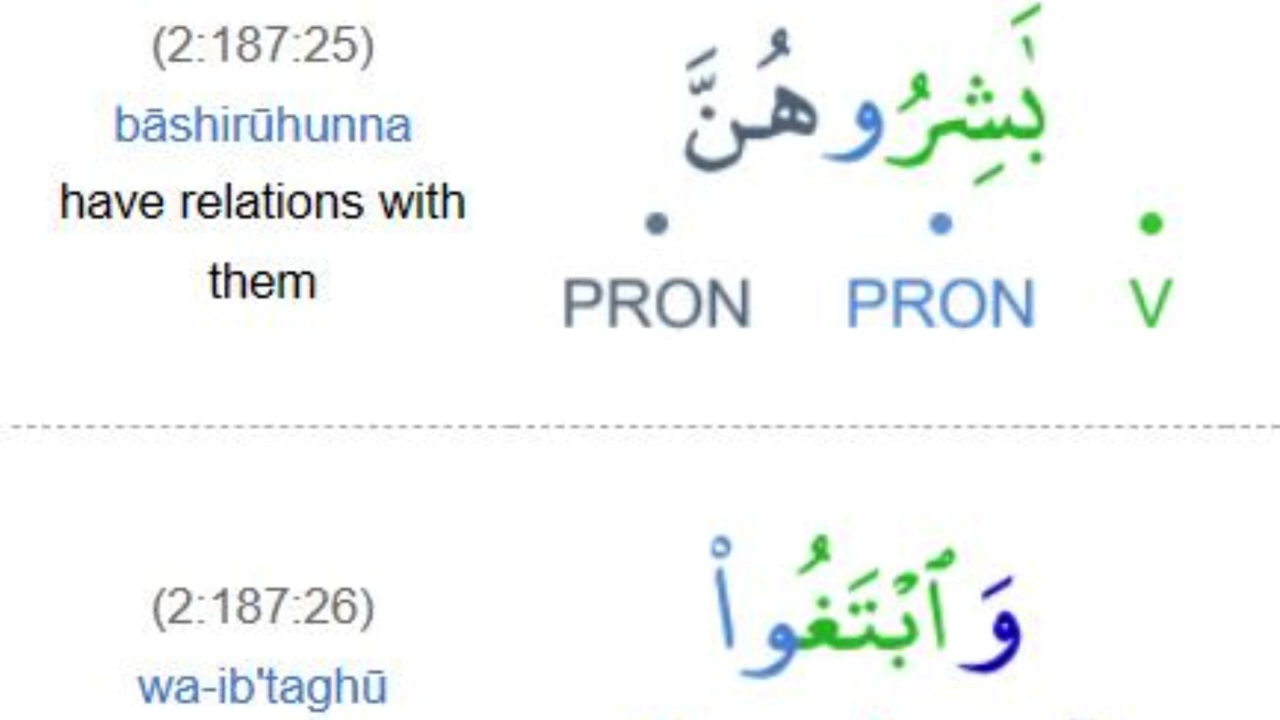 (2:187:25)
bāshirūhunna
have relations with
them
بَٰشِرُوهُنَّ
PRON PRON V
(2:187:26)
wa-ib'taghū
وَٱبْتَغُوا۟